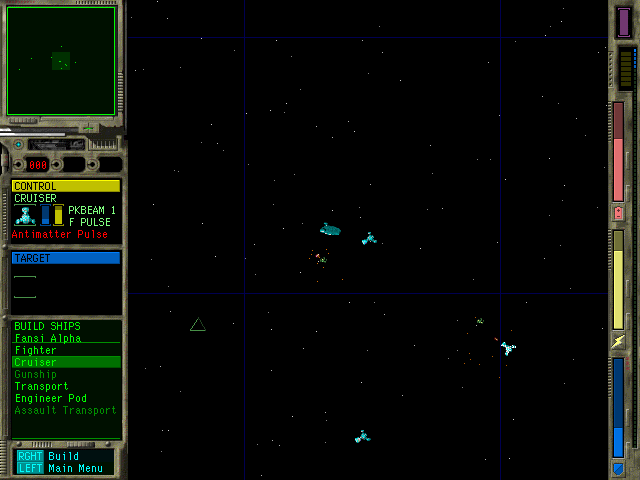 000
CONTROL
CRUISER
PKBEAM 1
F PULSE
Antimatter Pulse
TARGET
BUILD SHIPS
Fansi Alpha
Fighter
Cruiser
Gunship
Transport
Engineer Pod
Assault Transport
RGHT Build
LEFT Main Menu